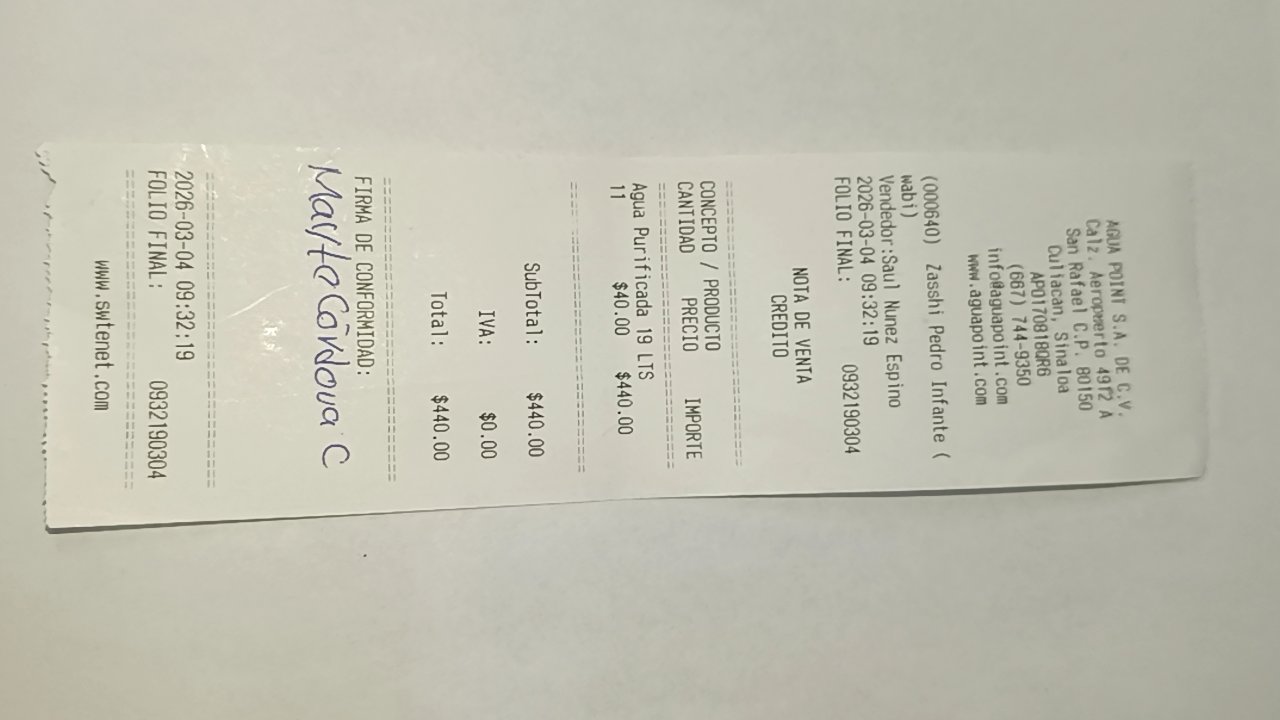 AGUA POINT S.A. DE C.V.
Calz. Aeropuerto 4912 A
San Rafael C.P. 80150
Culiacan, Sinaloa
APO170818QR6
(667) 744-9350
info@aguapoint.com
www.aguapoint.com
(000640) Zasshi Pedro Infante (
wabi)
Vendedor:Saul Nunez Espino
2026-03-04 09:32:19
FOLIO FINAL: 0932190304
NOTA DE VENTA
CREDITO
CONCEPTO / PRODUCTO
CANTIDAD PRECIO IMPORTE
Agua Purificada 19 LTS
11 $40.00 $440.00
SubTotal: $440.00
IVA: $0.00
Total: $440.00
FIRMA DE CONFORMIDAD:
Mayto Córdova C
2026-03-04 09:32:19
FOLIO FINAL: 0932190304
www.swtenet.com